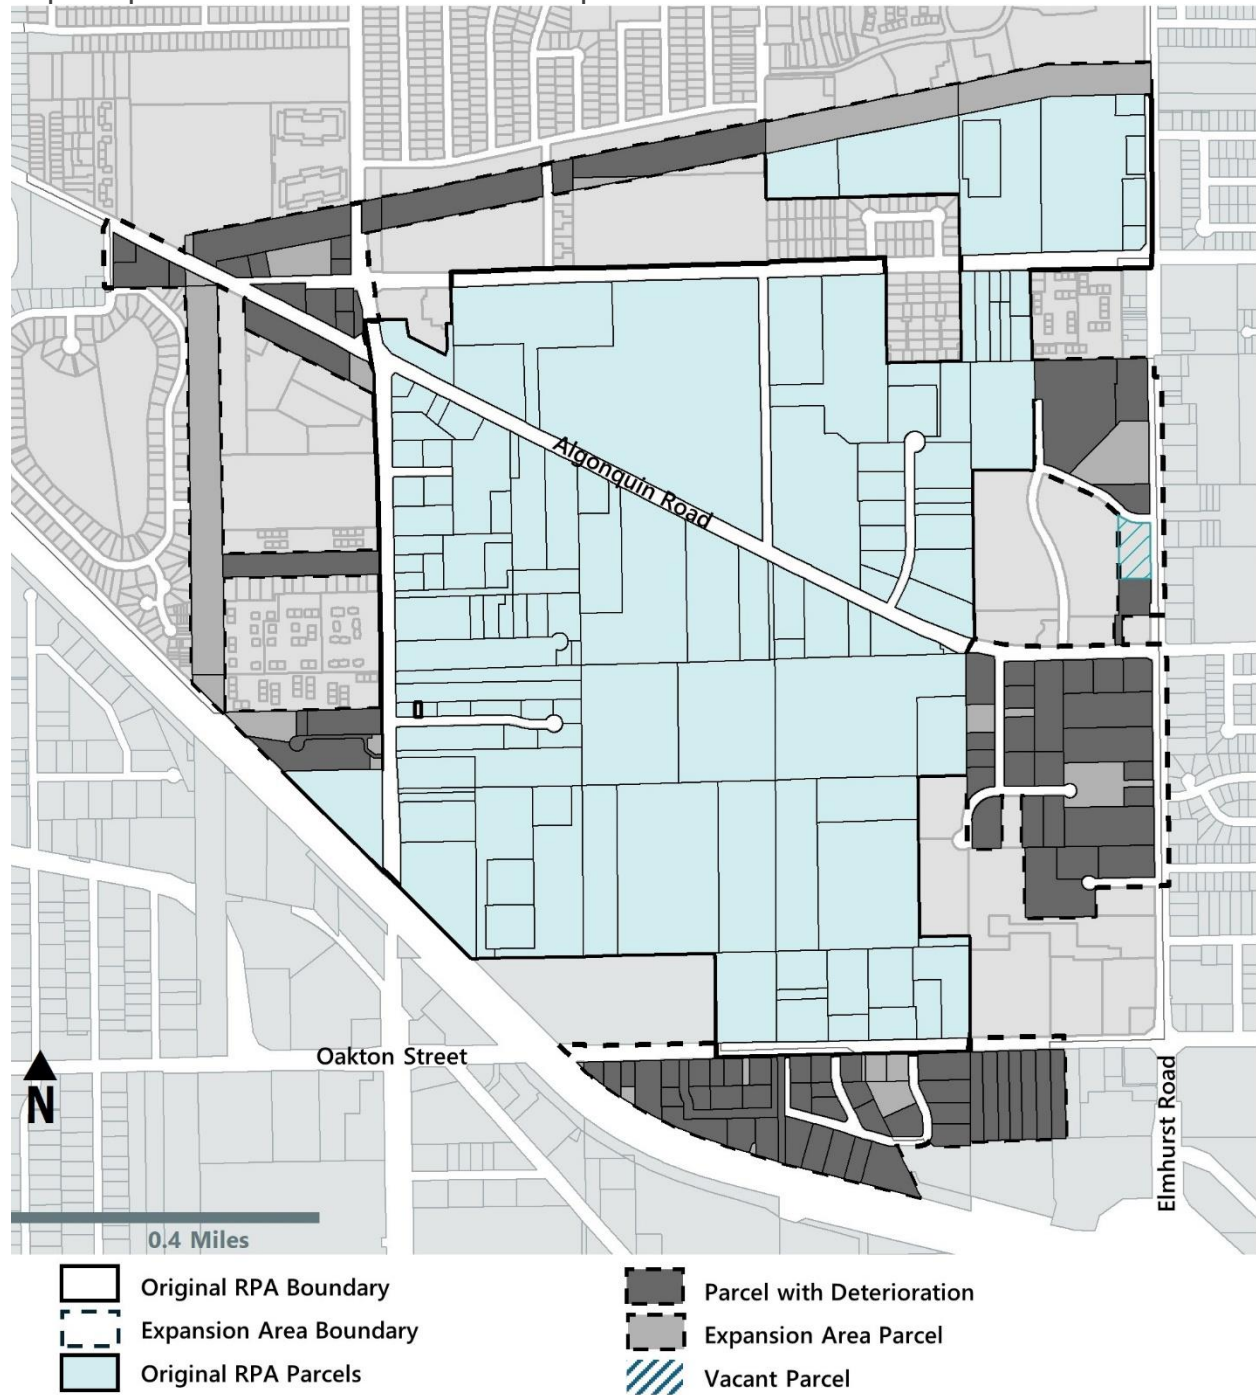 Algonquin Road
Oakton Street
N
Elmhurst Road
0.4 Miles
Original RPA Boundary
Expansion Area Boundary
Original RPA Parcels
Parcel with Deterioration
Expansion Area Parcel
Vacant Parcel